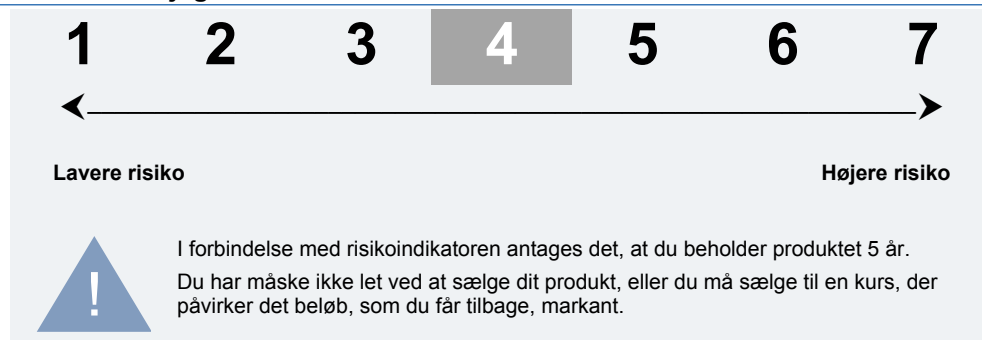 1 2 3 4 5 6 7
Lavere risiko Højere risiko
I forbindelse med risikoindikatoren antages det, at du beholder produktet 5 år.
!
Du har måske ikke let ved at sælge dit produkt, eller du må sælge til en kurs, der
påvirker det beløb, som du får tilbage, markant.